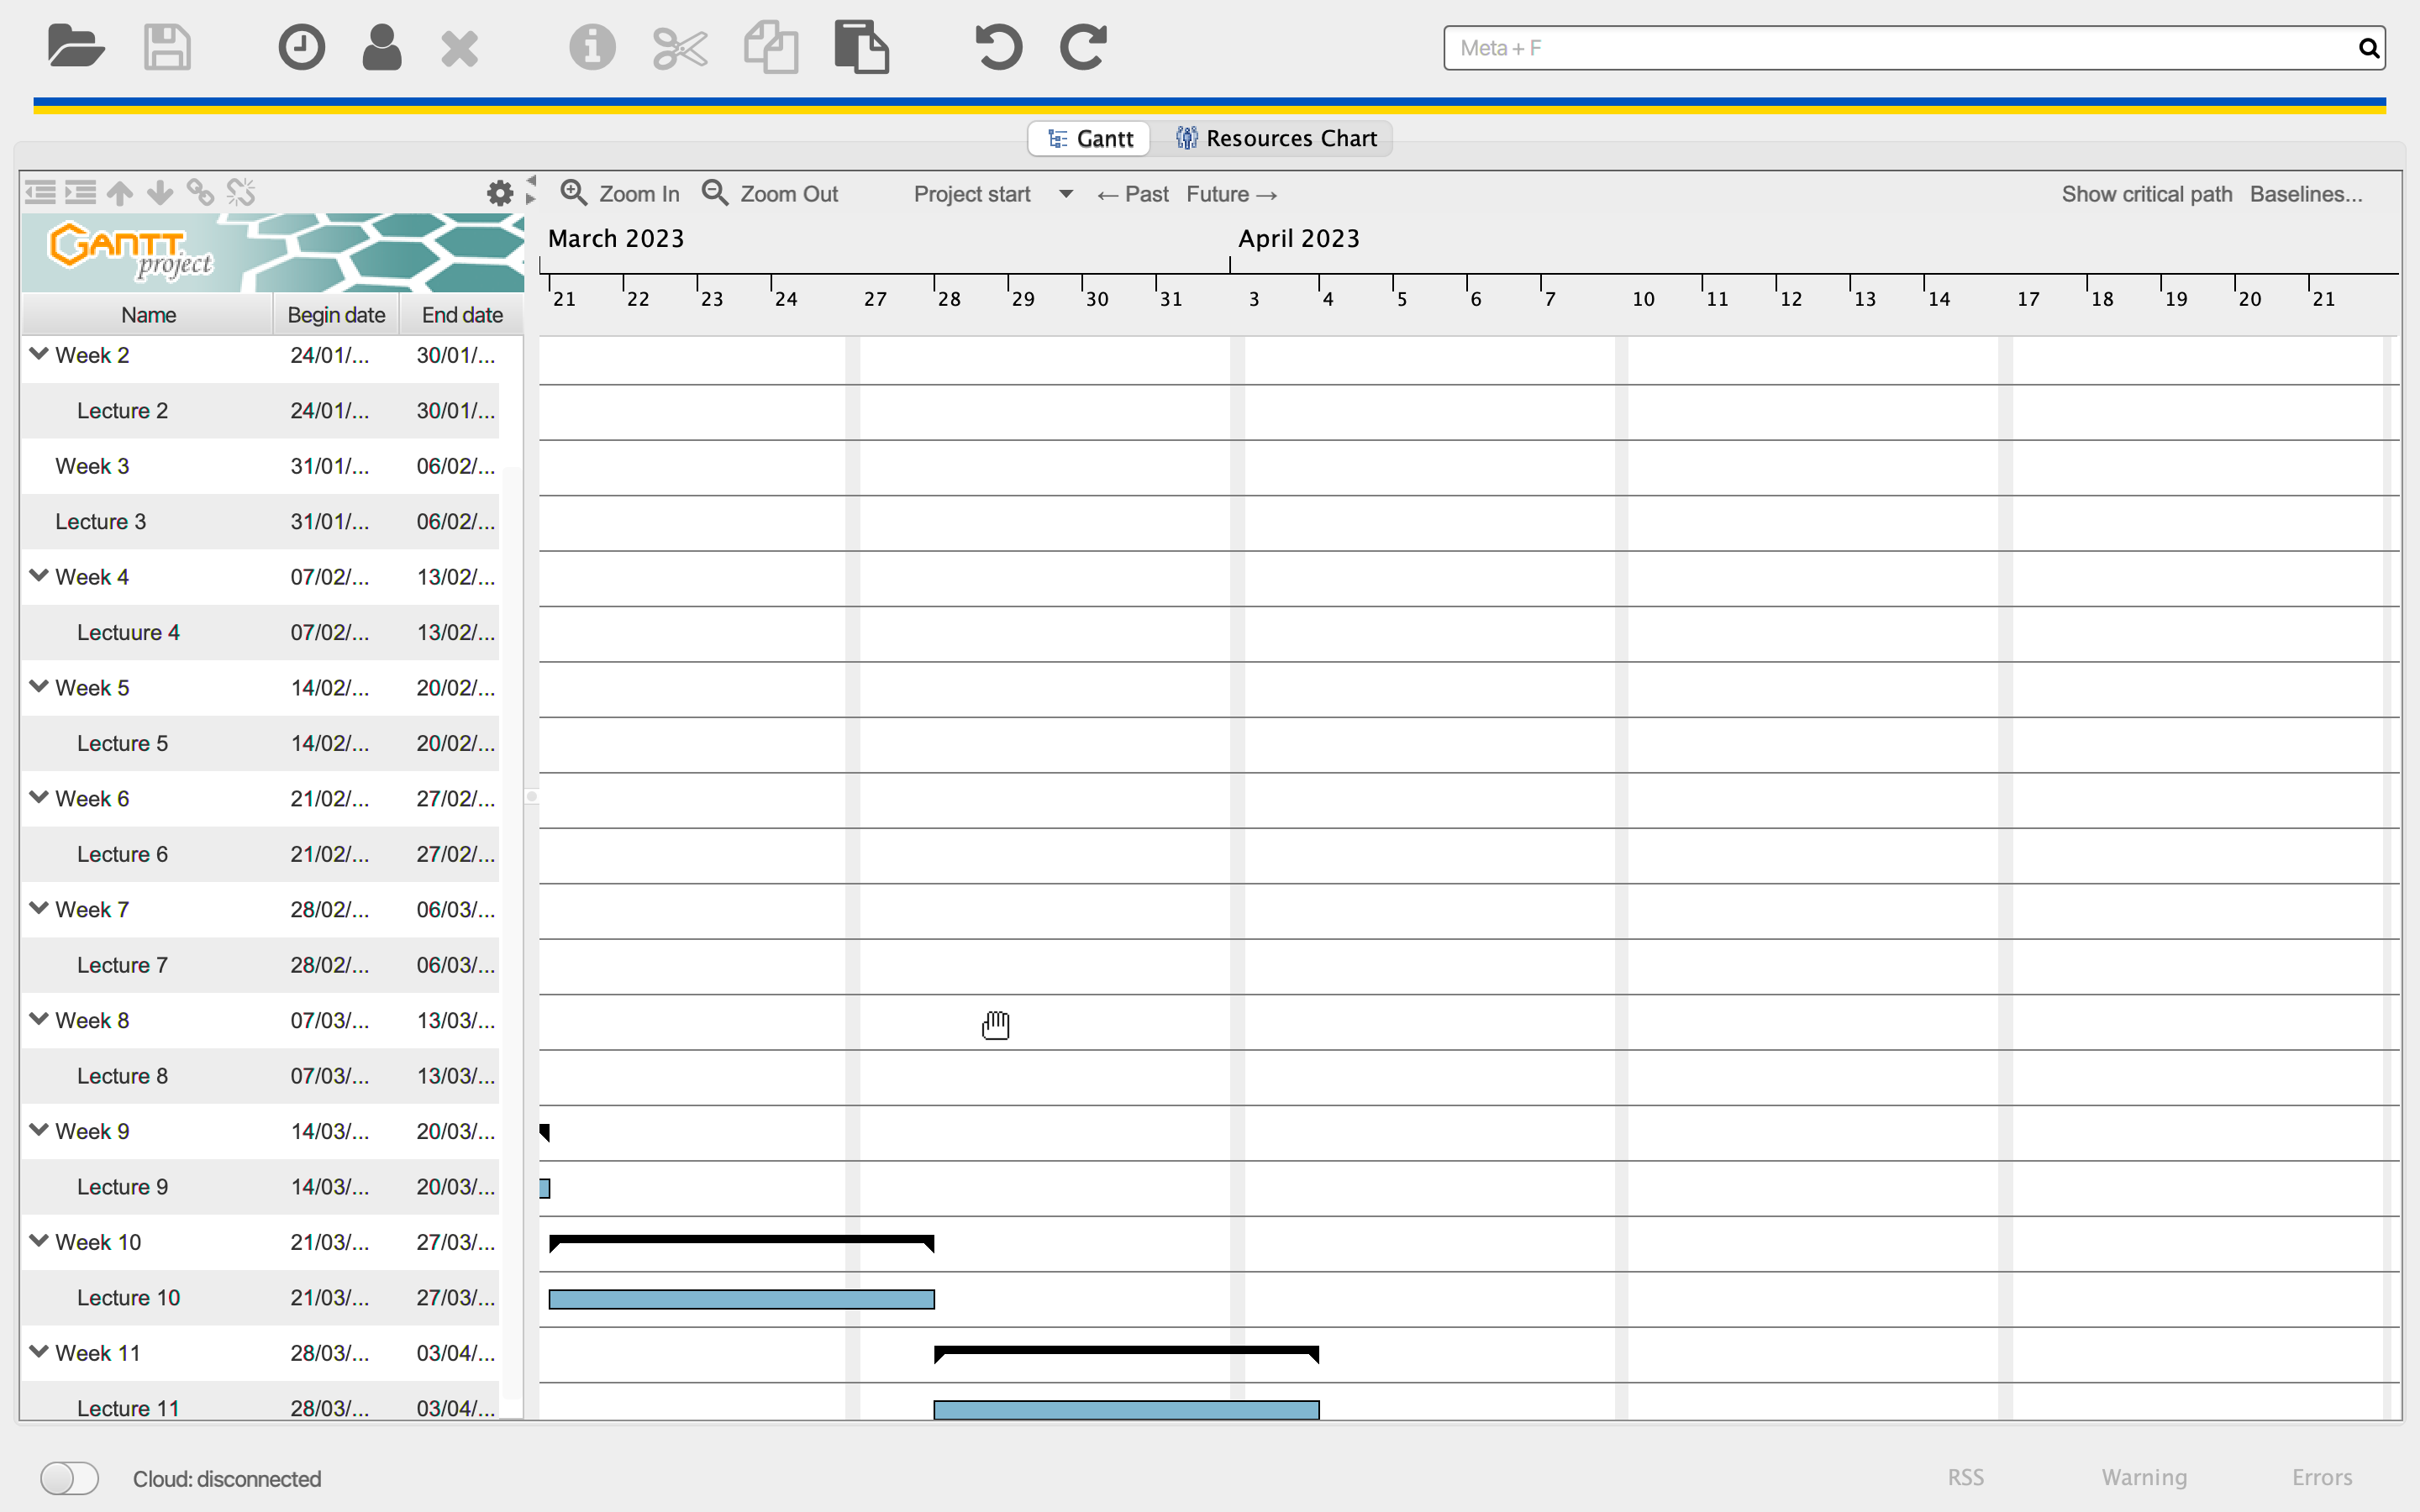 Meta + F
Gantt Resources Chart
Zoom In Zoom Out Project start ← Past Future → Show critical path Baselines...
GANTT project
March 2023 April 2023
21 22 23 24 27 28 29 30 31 3 4 5 6 7 10 11 12 13 14 17 18 19 20 21
Name Begin date End date
Week 2 24/01/... 30/01/...
Lecture 2 24/01/... 30/01/...
Week 3 31/01/... 06/02/...
Lecture 3 31/01/... 06/02/...
Week 4 07/02/... 13/02/...
Lectuure 4 07/02/... 13/02/...
Week 5 14/02/... 20/02/...
Lecture 5 14/02/... 20/02/...
Week 6 21/02/... 27/02/...
Lecture 6 21/02/... 27/02/...
Week 7 28/02/... 06/03/...
Lecture 7 28/02/... 06/03/...
Week 8 07/03/... 13/03/...
Lecture 8 07/03/... 13/03/...
Week 9 14/03/... 20/03/...
Lecture 9 14/03/... 20/03/...
Week 10 21/03/... 27/03/...
Lecture 10 21/03/... 27/03/...
Week 11 28/03/... 03/04/...
Lecture 11 28/03/... 03/04/...
Cloud: disconnected RSS Warning Errors